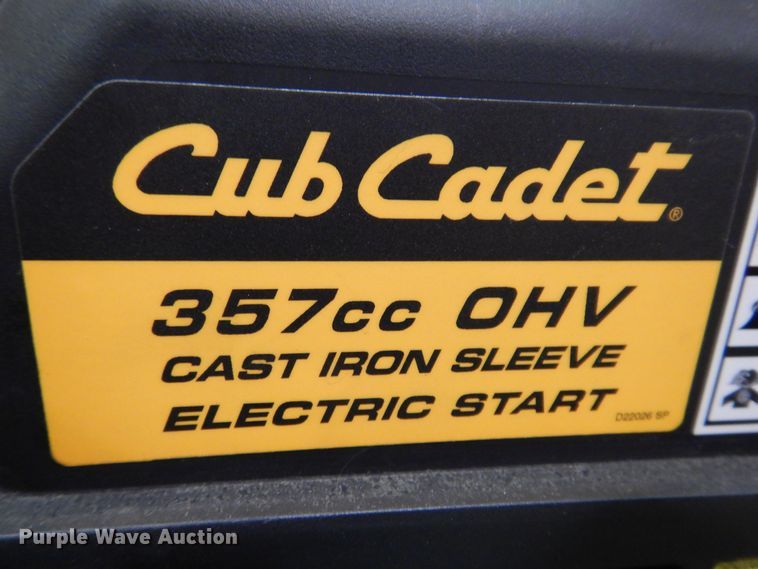 Cub Cadet®
357cc OHV
CAST IRON SLEEVE
ELECTRIC START
D22026 SP
Purple Wave Auction